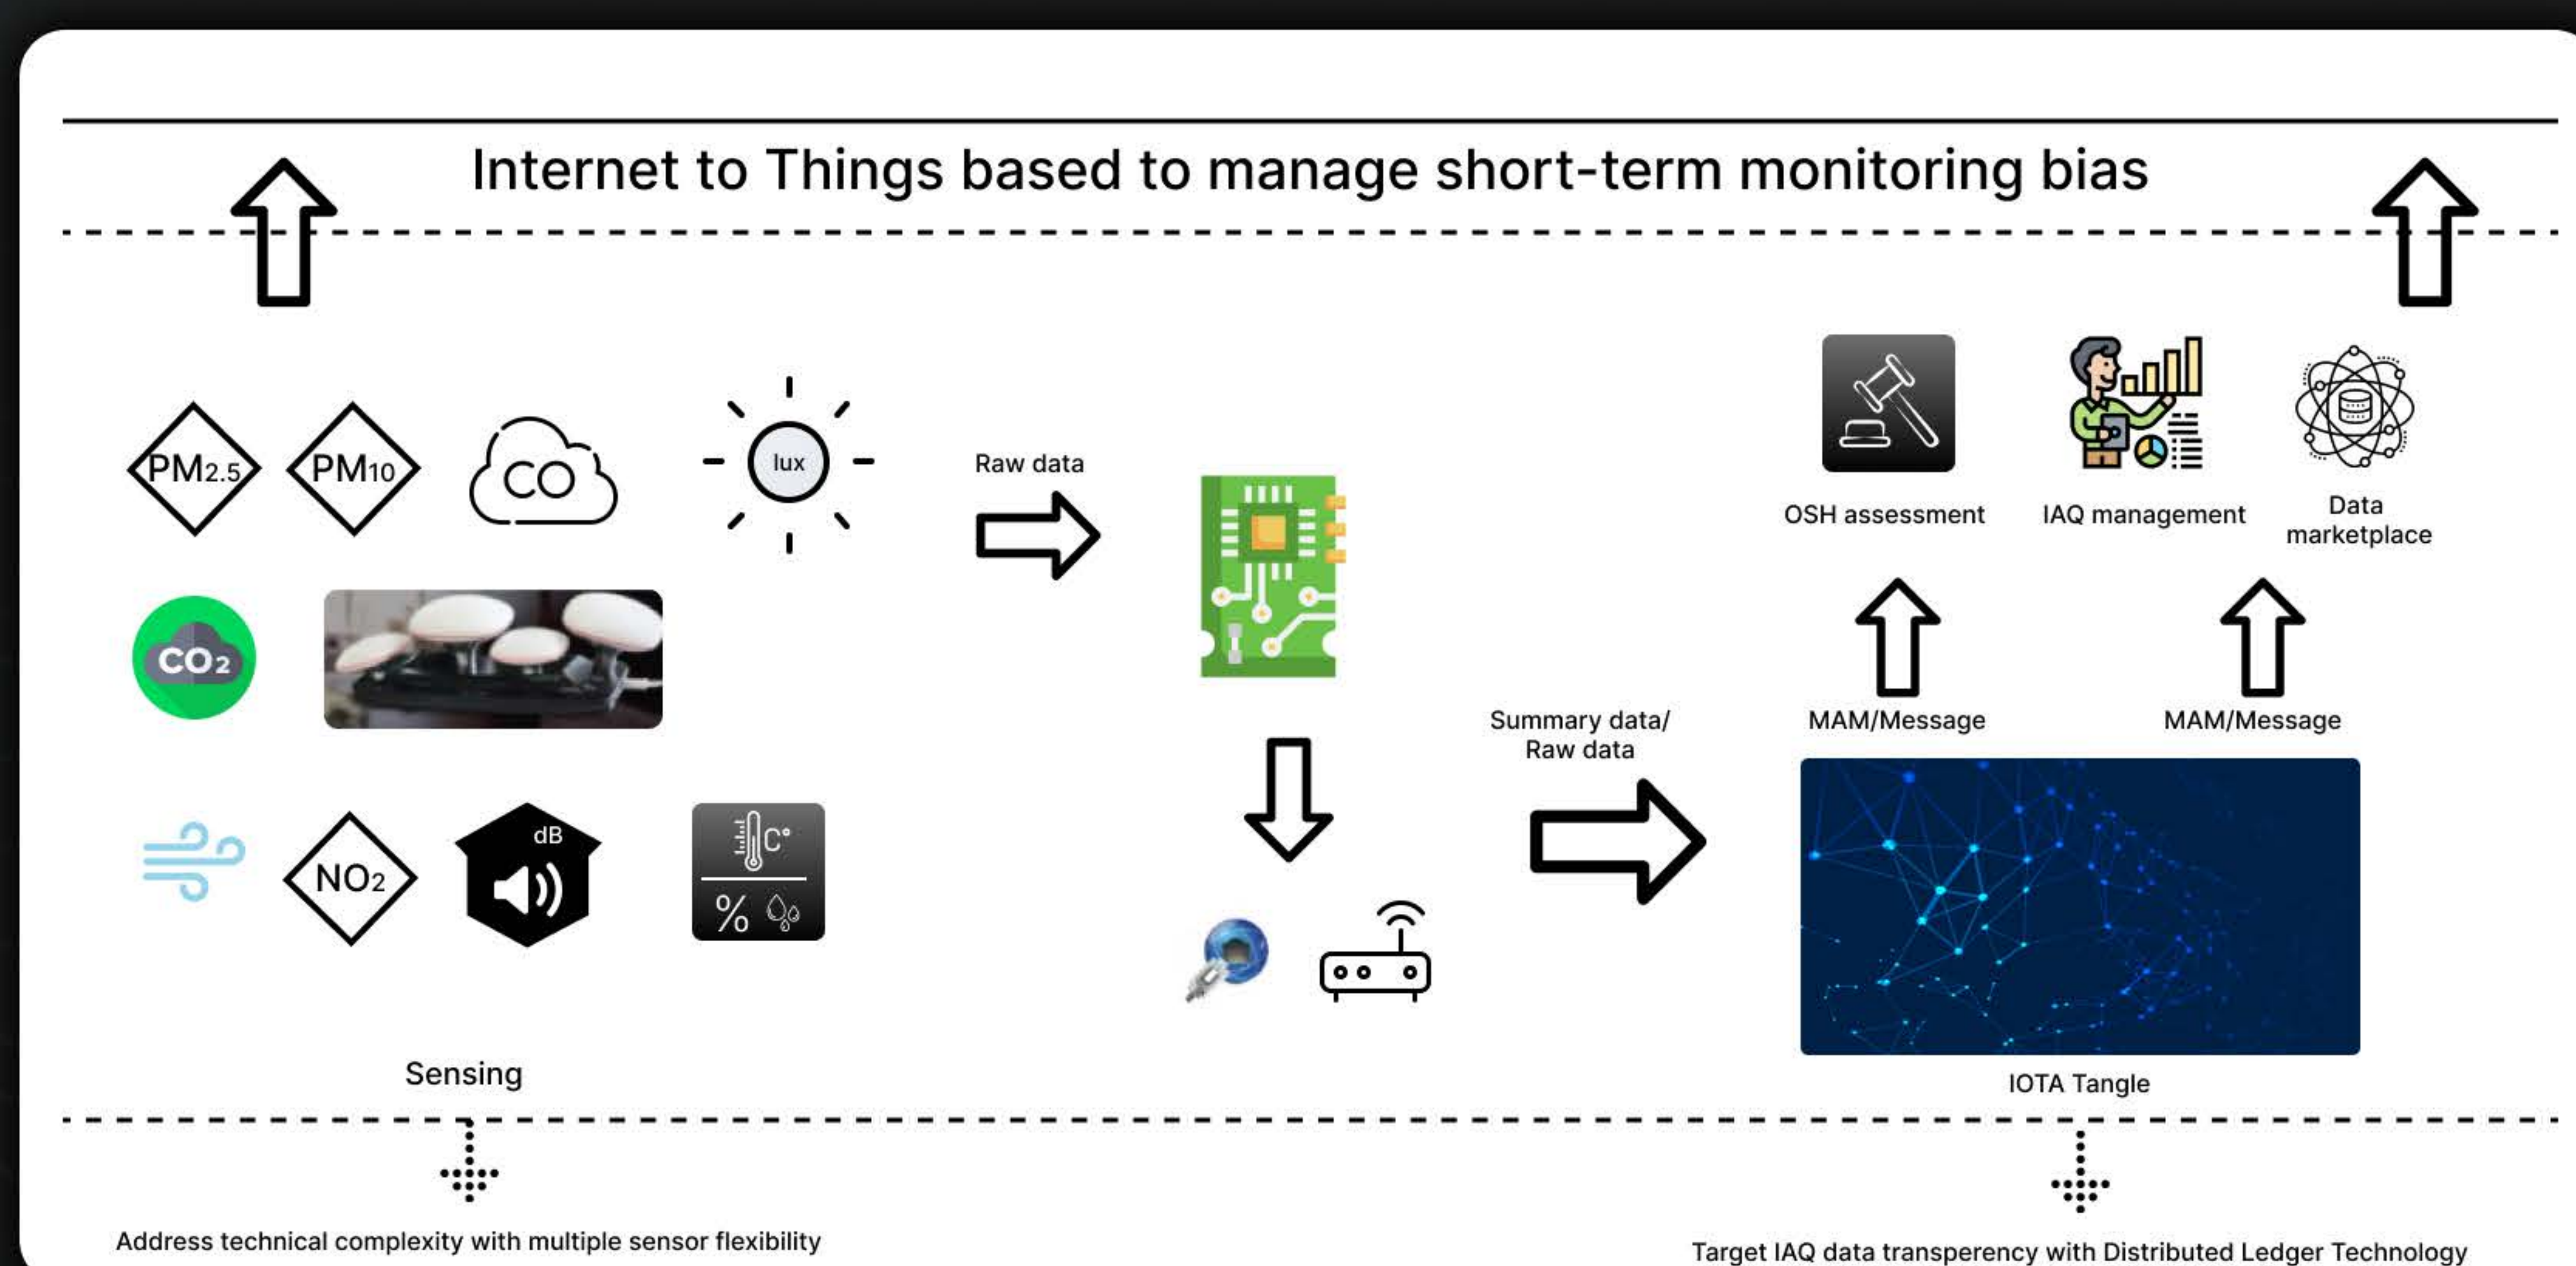 Internet to Things based to manage short-term monitoring bias
PM2.5
PM10
CO
lux
Raw data
OSH assessment
IAQ management
Data
marketplace
CO2
Summary data/
Raw data
MAM/Message
MAM/Message
NO2
dB
C°
%
Sensing
IOTA Tangle
Address technical complexity with multiple sensor flexibility
Target IAQ data transperency with Distributed Ledger Technology